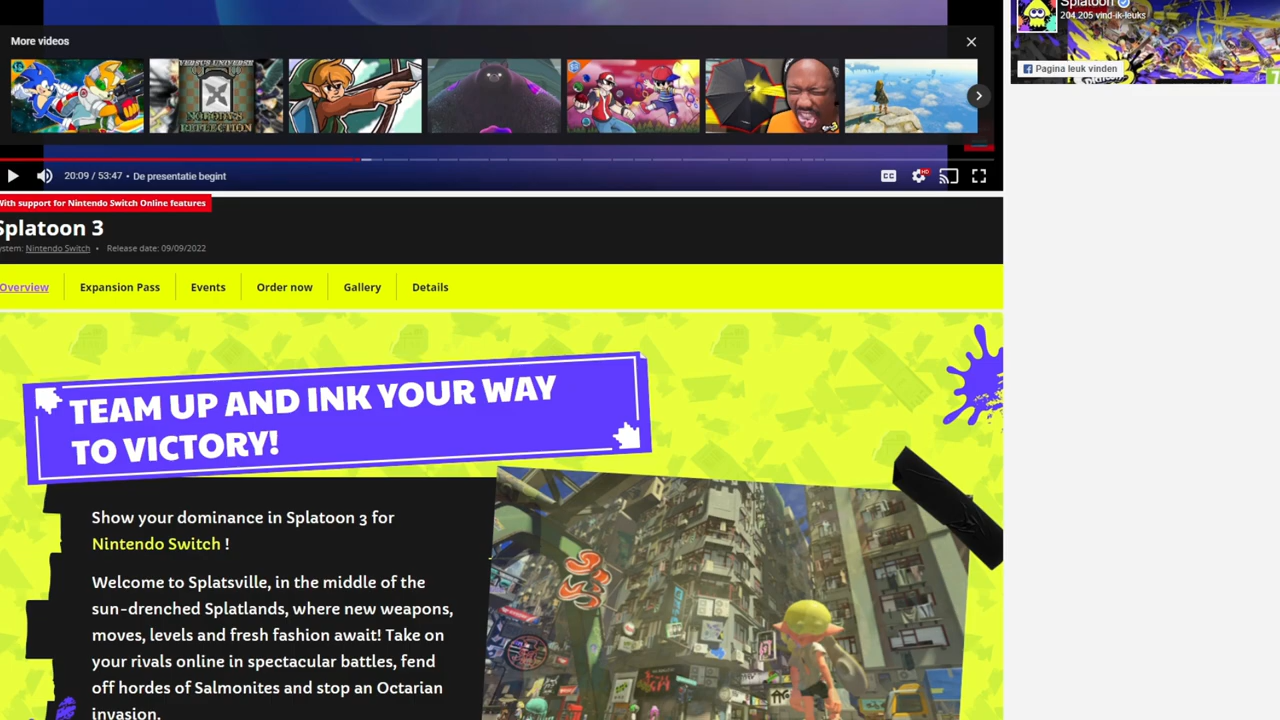 Splatoon
204.205 vind-ik-leuks
Pagina leuk vinden
More videos
NOBODY'S
REFLECTION
20:09 / 53:47 • De presentatie begint
CC
HD
With support for Nintendo Switch Online features
Splatoon 3
ystem: Nintendo Switch • Release date: 09/09/2022
Overview
Expansion Pass
Events
Order now
Gallery
Details
TEAM UP AND INK YOUR WAY
TO VICTORY!
Show your dominance in Splatoon 3 for
Nintendo Switch !
Welcome to Splatsville, in the middle of the
sun-drenched Splatlands, where new weapons,
moves, levels and fresh fashion await! Take on
your rivals online in spectacular battles, fend
off hordes of Salmonites and stop an Octarian
invasion.